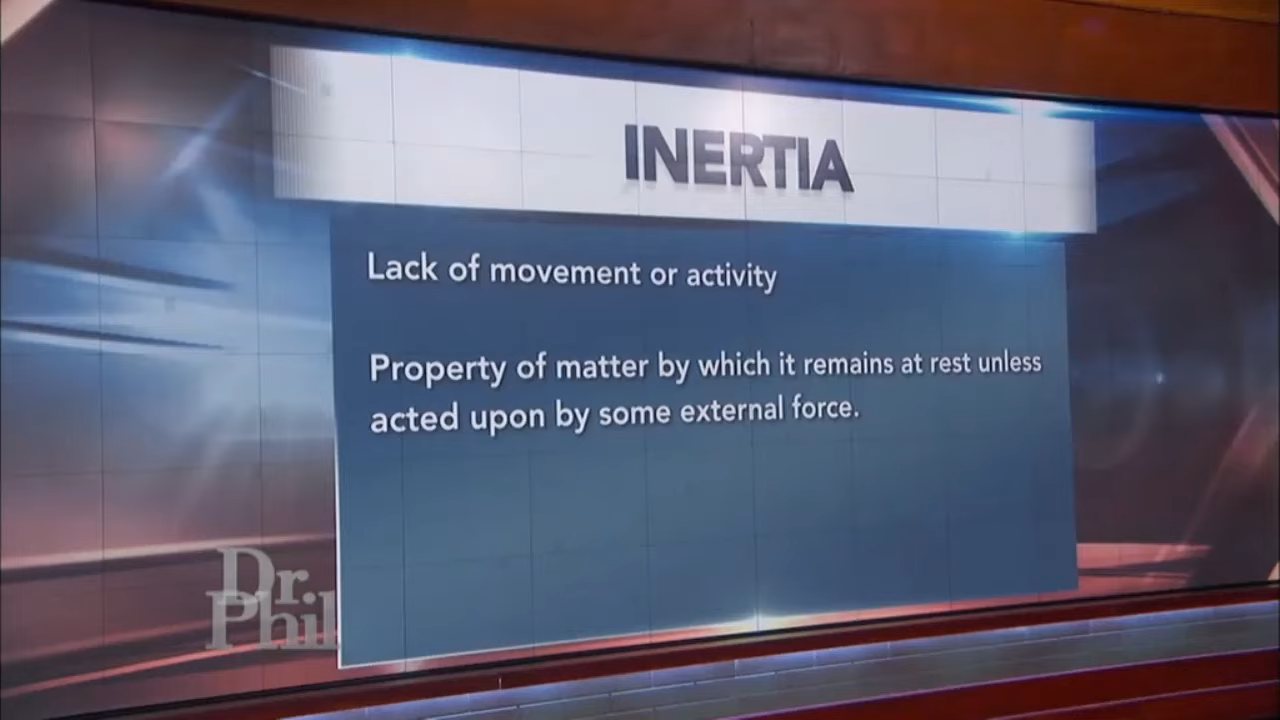 INERTIA
Lack of movement or activity
Property of matter by which it remains at rest unless
acted upon by some external force.
Dr.
Phil